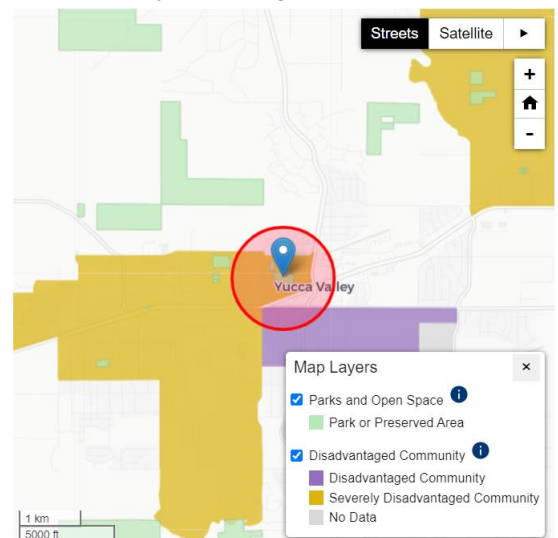 Streets Satellite ►
+
-
Yucca Valley
Map Layers ×
Parks and Open Space i
Park or Preserved Area
Disadvantaged Community i
Disadvantaged Community
Severely Disadvantaged Community
No Data
1 km
5000 ft